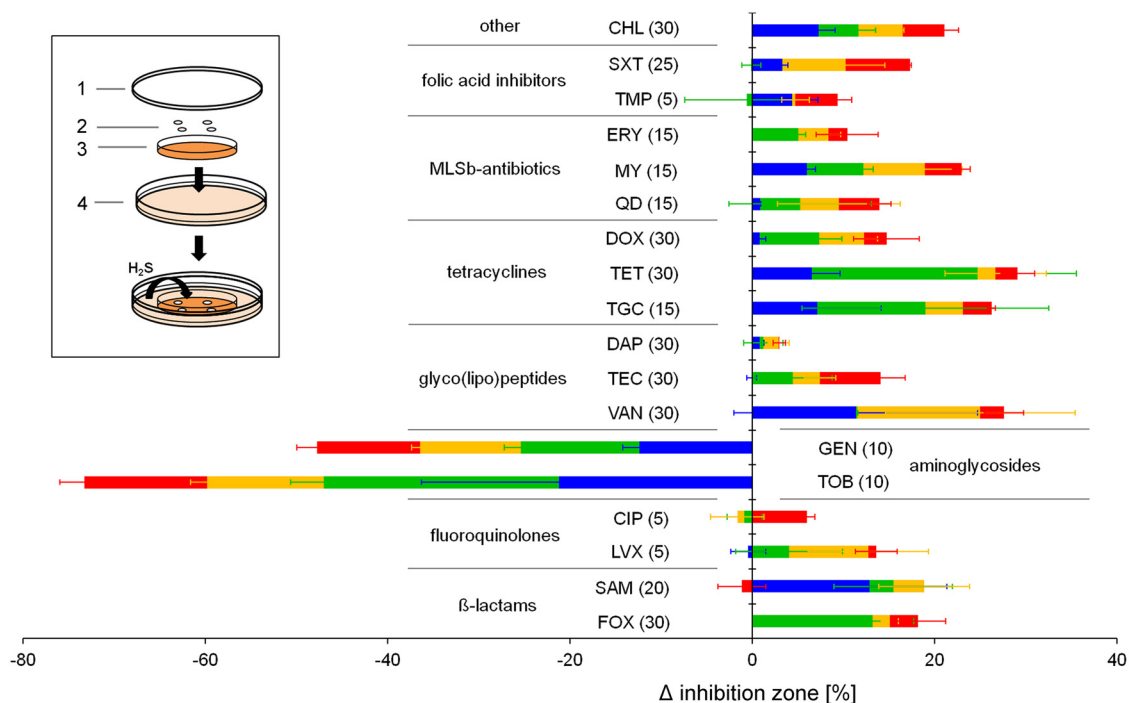 other
CHL (30)
folic acid inhibitors
SXT (25)
TMP (5)
MLSb-antibiotics
ERY (15)
MY (15)
QD (15)
tetracyclines
DOX (30)
TET (30)
TGC (15)
glyco(lipo)peptides
DAP (30)
TEC (30)
VAN (30)
GEN (10)
TOB (10)
aminoglycosides
fluoroquinolones
CIP (5)
LVX (5)
ß-lactams
SAM (20)
FOX (30)
1
2
3
4
H₂S
-80 -60 -40 -20 0 20 40
Δ inhibition zone [%]